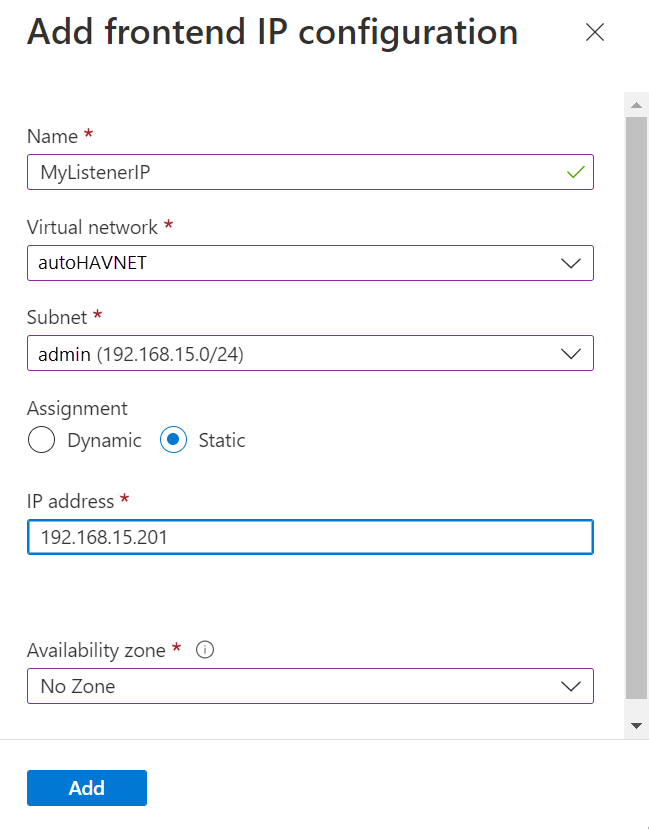 Add frontend IP configuration
Name *
MyListenerIP
Virtual network *
autoHAVNET
Subnet *
admin (192.168.15.0/24)
Assignment
Dynamic Static
IP address *
192.168.15.201
Availability zone *
No Zone
Add